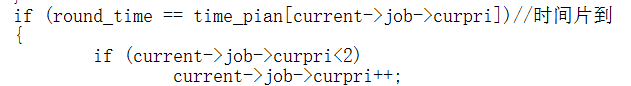 if (round_time == time_pian[current->job->curpri])//时间片到
{
if (current->job->curpri<2)
current->job->curpri++;